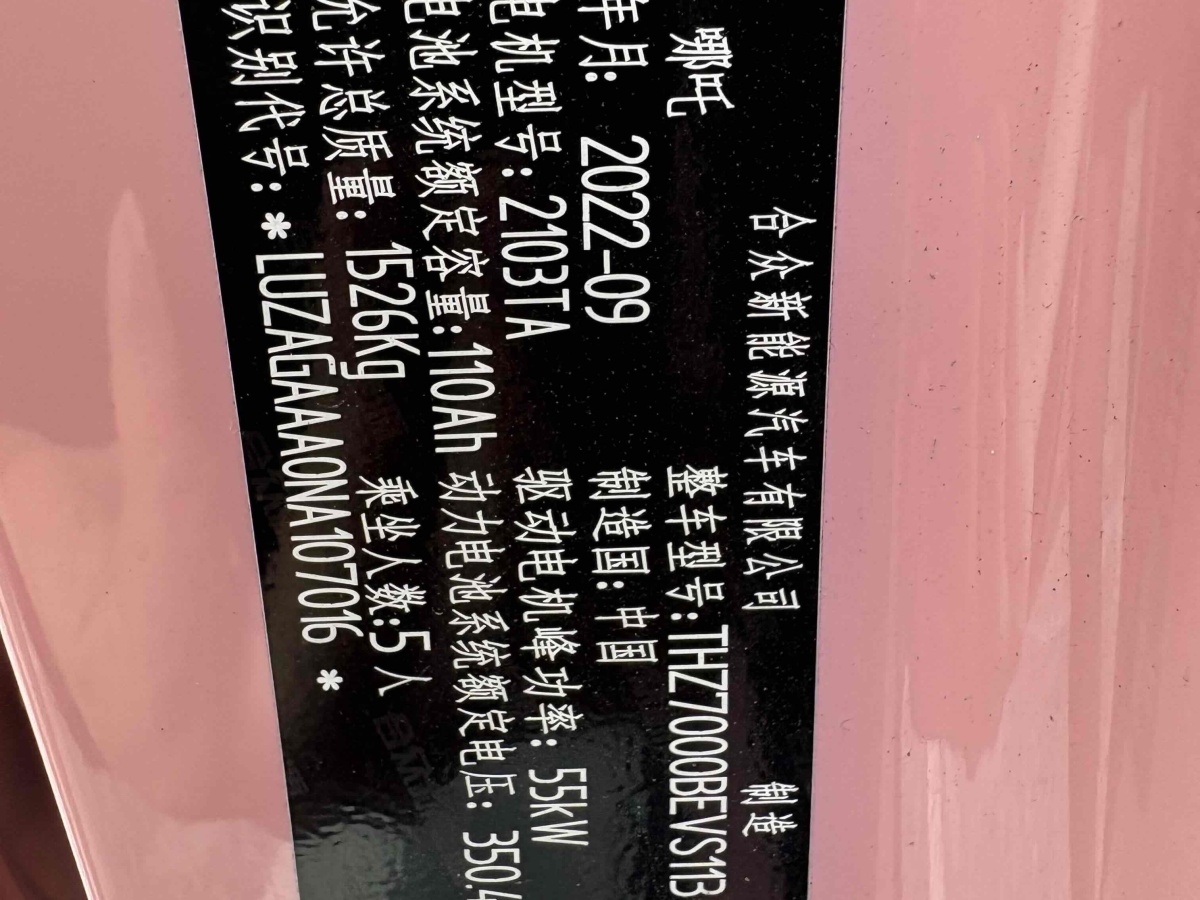 合众新能源汽车有限公司 制造
哪吒 整车型号:THZ7000BEVS113
年月: 2022-09 制造国:中国
电机型号:2103TA 驱动电机峰功率:55kW
电池系统额定容量:110Ah 动力电池系统额定电压:350.4
允许总质量: 1526Kg 乘坐人数:5人
识别代号:*LUZAGAAA0NA107016 *